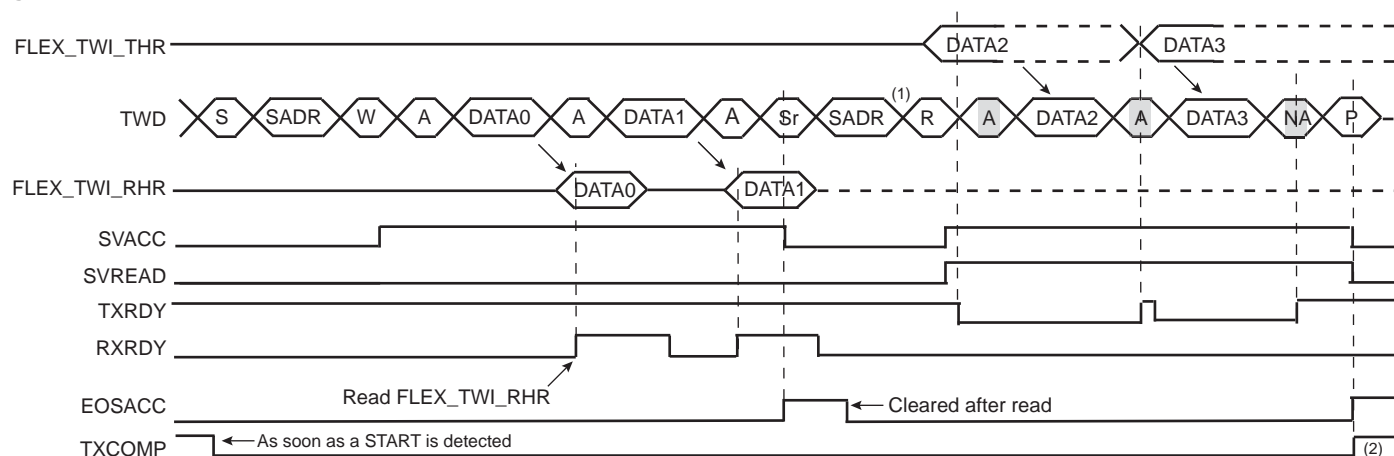 FLEX_TWI_THR DATA2 DATA3
(1)
TWD S SADR W A DATA0 A DATA1 A Sr SADR R A DATA2 A DATA3 NA P
FLEX_TWI_RHR DATA0 DATA1
SVACC
SVREAD
TXRDY
RXRDY
Read FLEX_TWI_RHR
EOSACC Cleared after read
TXCOMP As soon as a START is detected (2)